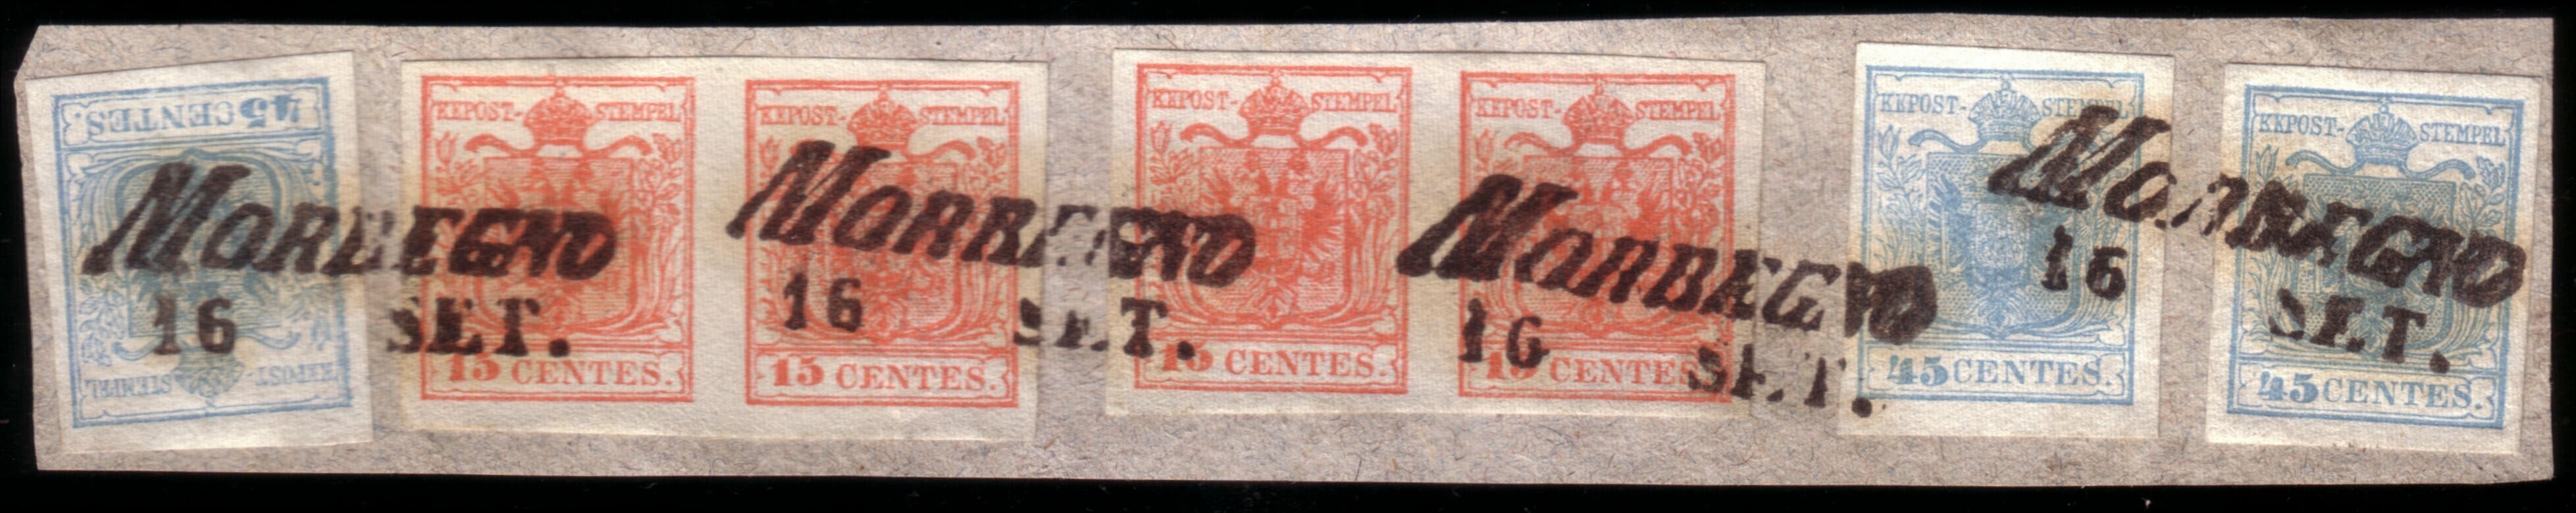 45 CENTES.
KKPOST- STEMPEL
MORBEGNO
16 SET.
KKPOST- STEMPEL
15 CENTES.
KKPOST- STEMPEL
15 CENTES.
MORBEGNO
16 SET.
KKPOST- STEMPEL
15 CENTES.
KKPOST- STEMPEL
15 CENTES.
MORBEGNO
16 SET.
KKPOST- STEMPEL
45 CENTES.
KKPOST- STEMPEL
45 CENTES.
MORBEGNO
16 SET.